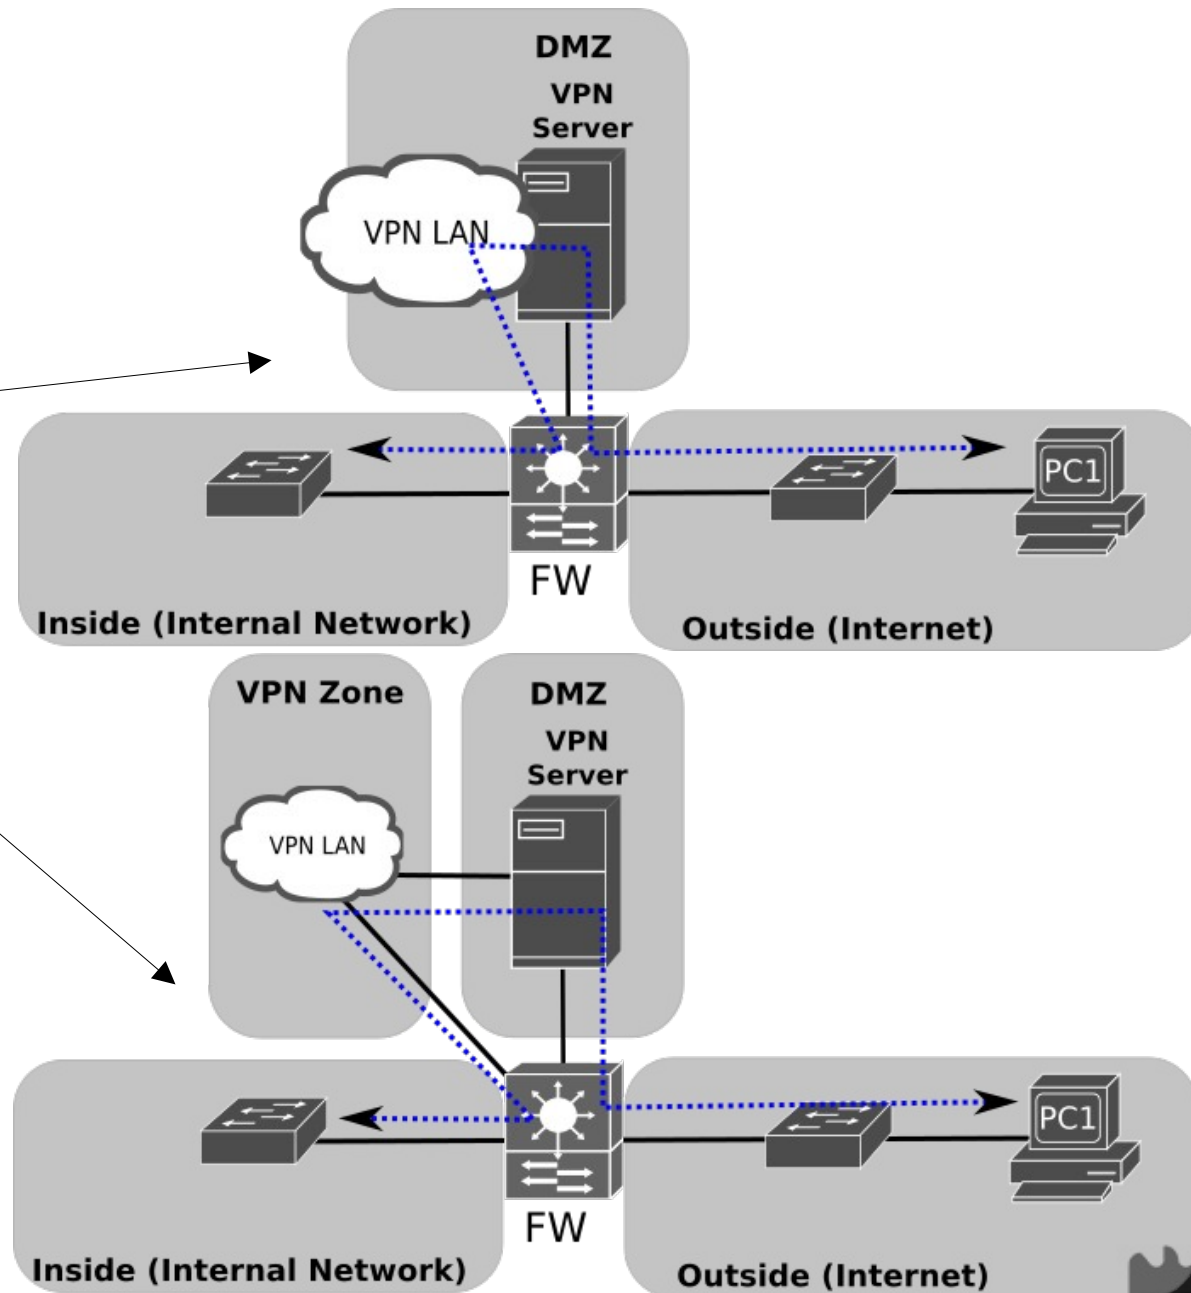 DMZ
VPN
Server
VPN LAN
PC1
FW
Inside (Internal Network)
Outside (Internet)
VPN Zone
DMZ
VPN
Server
VPN LAN
PC1
FW
Inside (Internal Network)
Outside (Internet)